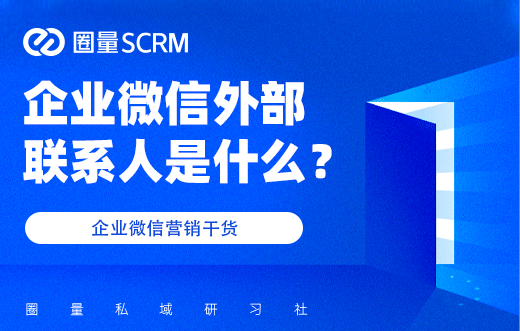 圈量SCRM
企业微信外部
联系人是什么？
企业微信营销干货
圈量私域研习社